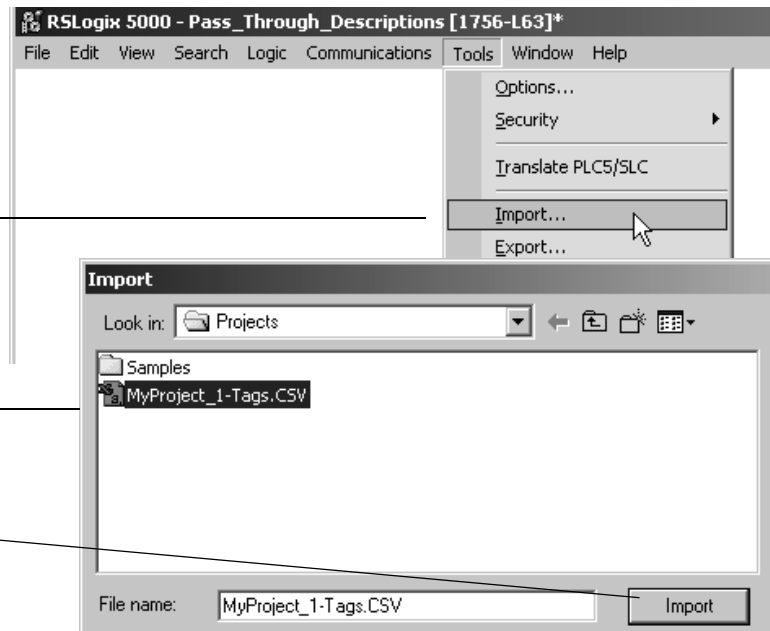 RSLogix 5000 - Pass_Through_Descriptions [1756-L63]*
File Edit View Search Logic Communications Tools Window Help
Options...
Security
Translate PLC5/SLC
Import...
Export...
Import
Look in: Projects
Samples
MyProject_1-Tags.CSV
File name: MyProject_1-Tags.CSV Import